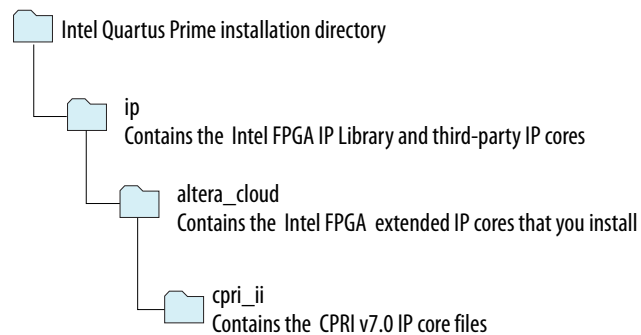 Intel Quartus Prime installation directory
ip
Contains the Intel FPGA IP Library and third-party IP cores
altera_cloud
Contains the Intel FPGA extended IP cores that you install
cpri_ii
Contains the CPRI v7.0 IP core files